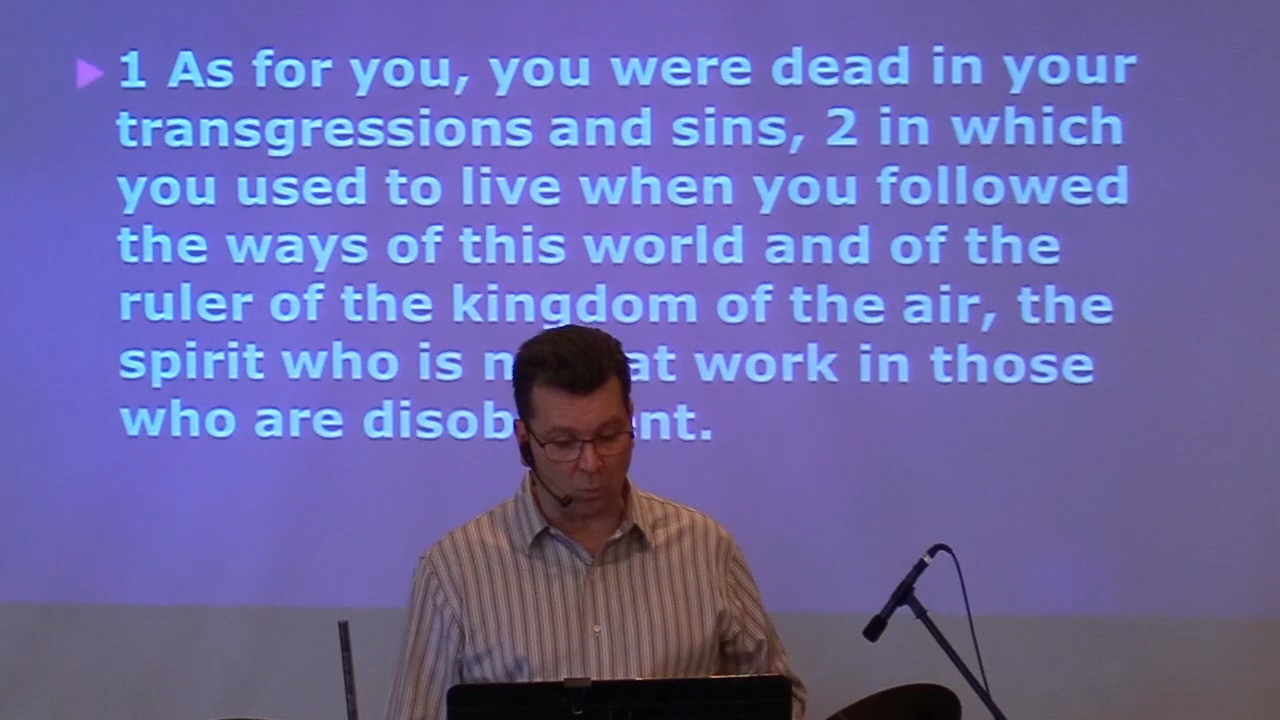 1 As for you, you were dead in your
transgressions and sins, 2 in which
you used to live when you followed
the ways of this world and of the
ruler of the kingdom of the air, the
spirit who is at work in those
who are